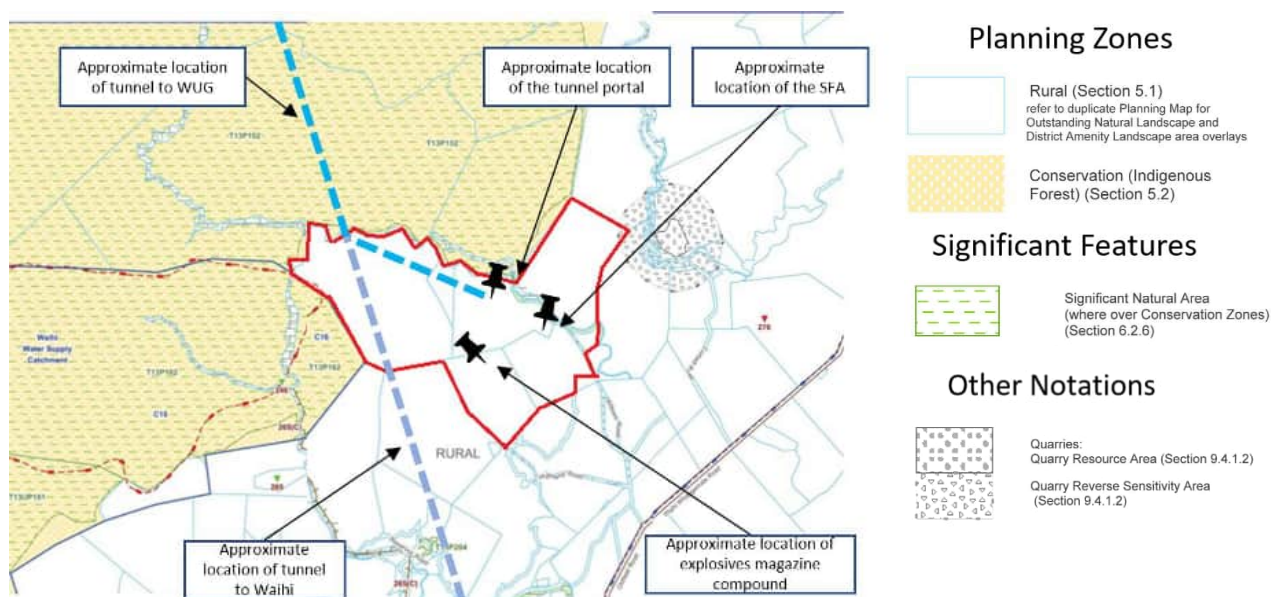 Approximate location
of tunnel to WUG
Approximate location
of the tunnel portal
Approximate
location of the SFA
T13P152
T13P152
Waihi
Water Supply
Catchment
C16
T13P162
C16
RURAL
276
265
Approximate
location of tunnel
to Waihi
Approximate location of
explosives magazine
compound
Planning Zones
Rural (Section 5.1)
refer to duplicate Planning Map for
Outstanding Natural Landscape and
District Amenity Landscape area overlays
Conservation (Indigenous
Forest) (Section 5.2)
Significant Features
Significant Natural Area
(where over Conservation Zones)
(Section 6.2.6)
Other Notations
Quarries:
Quarry Resource Area (Section 9.4.1.2)
Quarry Reverse Sensitivity Area
(Section 9.4.1.2)